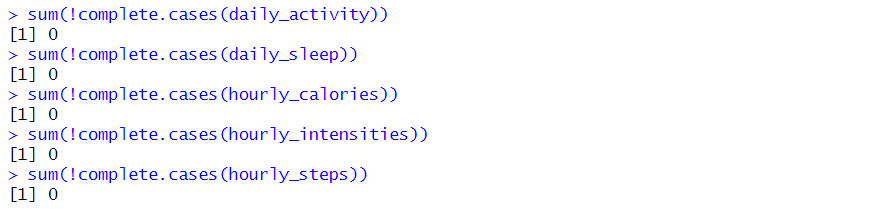 > sum(!complete.cases(daily_activity))
[1] 0
> sum(!complete.cases(daily_sleep))
[1] 0
> sum(!complete.cases(hourly_calories))
[1] 0
> sum(!complete.cases(hourly_intensities))
[1] 0
> sum(!complete.cases(hourly_steps))
[1] 0